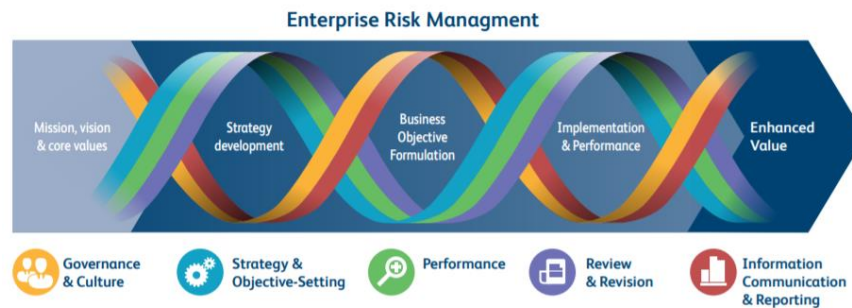 Enterprise Risk Managment
Mission, vision
& core values
Strategy
development
Business
Objective
Formulation
Implementation
& Performance
Enhanced
Value
Governance
& Culture
Strategy &
Objective-Setting
Performance
Review
& Revision
Information
Communication
& Reporting